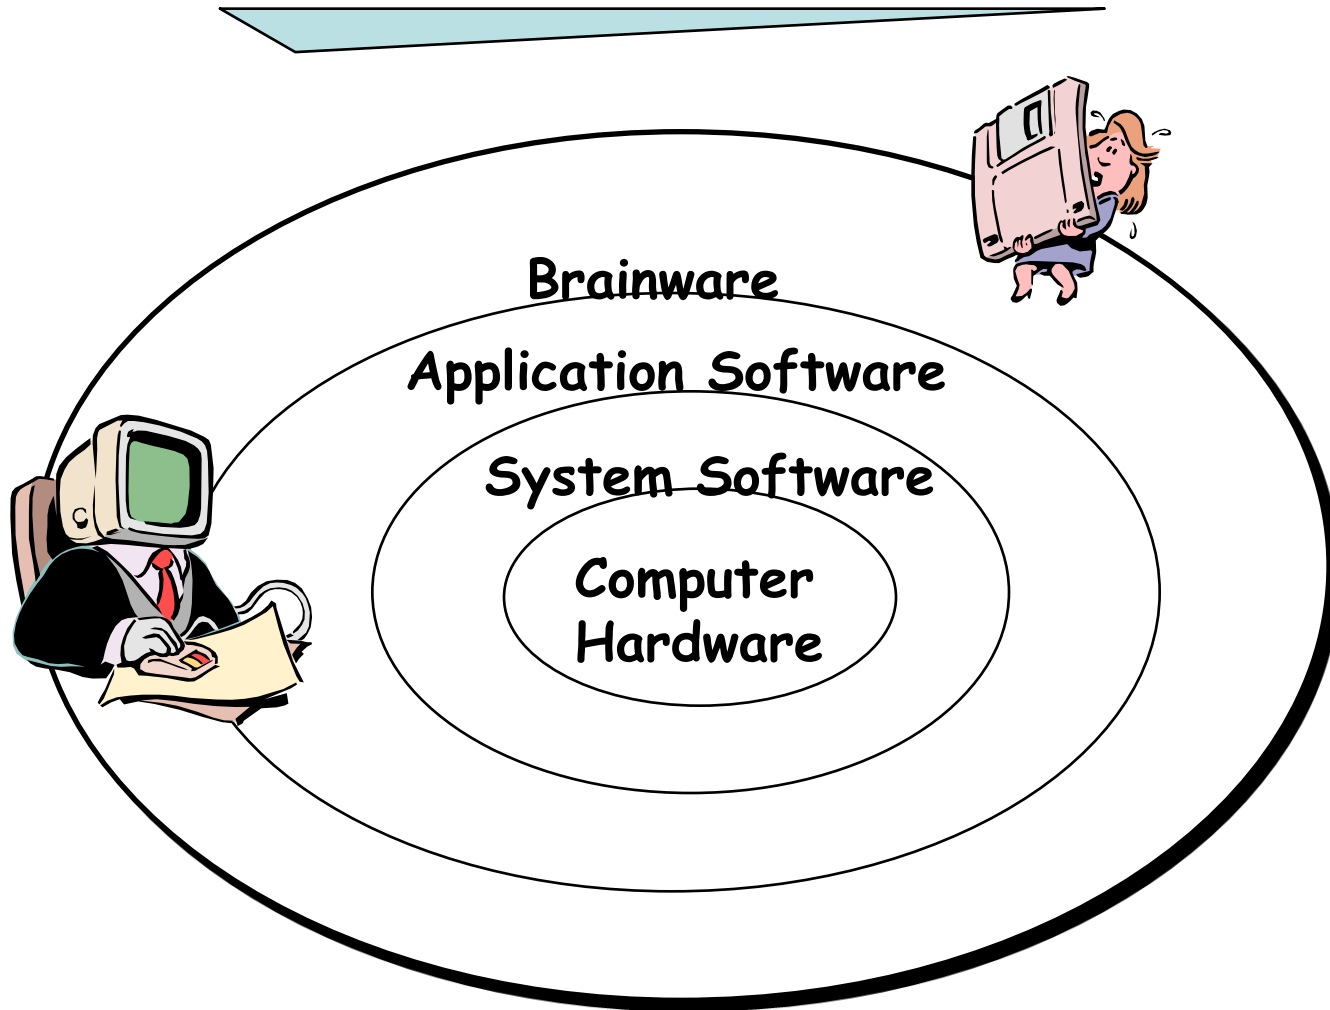 Brainware
Application Software
System Software
Computer
Hardware